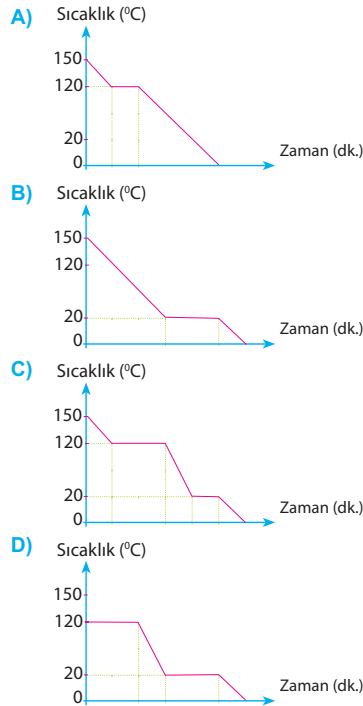 A) Sıcaklık (⁰C)
150
120
20
0
Zaman (dk.)
B) Sıcaklık (⁰C)
150
120
20
0
Zaman (dk.)
C) Sıcaklık (⁰C)
150
120
20
0
Zaman (dk.)
D) Sıcaklık (⁰C)
150
120
20
0
Zaman (dk.)